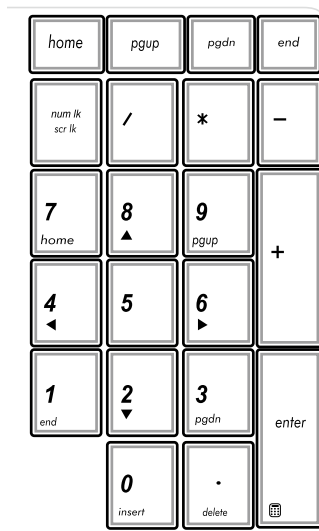 home pgup pgdn end
num lk / * −
scr lk
7 8 9
home pgup +
4 5 6
1 2 3
end pgdn enter
0 .
insert delete